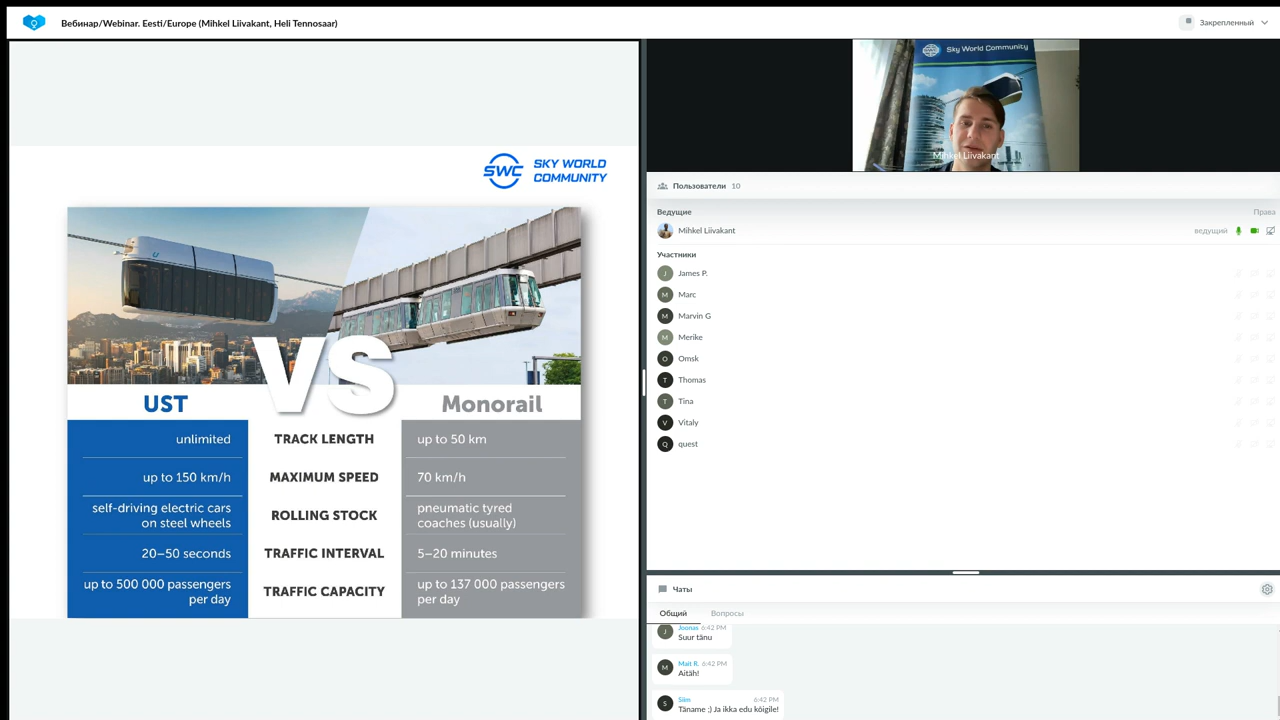 Вебинар/Webinar. Eesti/Europe (Mihkel Liivakant, Heli Tennosaar)
Закрепленный
SWC SKY WORLD
COMMUNITY
VS
UST
Monorail
unlimited TRACK LENGTH up to 50 km
up to 150 km/h MAXIMUM SPEED 70 km/h
self-driving electric cars
on steel wheels
ROLLING STOCK
pneumatic tyred
coaches (usually)
20–50 seconds TRAFFIC INTERVAL 5–20 minutes
up to 500 000 passengers
per day
TRAFFIC CAPACITY
up to 137 000 passengers
per day
Sky World Community
Mihkel Liivakant
Пользователи 10
Ведущие Права
Mihkel Liivakant ведущий
Участники
J James P.
M Marc
M Marvin G
M Merike
O Omsk
T Thomas
T Tina
V Vitaly
Q quest
Чаты
Общий Вопросы
J Joonas 6:42 PM
Suur tänu
M Mait R. 6:42 PM
Aitäh!
S Siim 6:42 PM
Täname ;) Ja ikka edu kõigile!